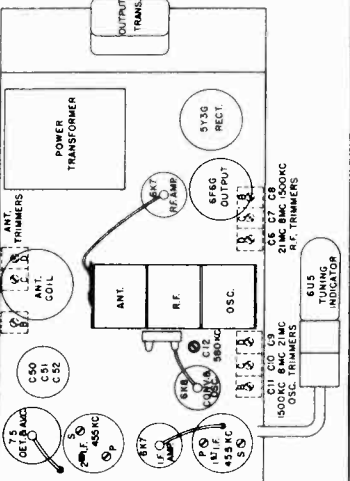 OUTPUT
TRANS.
POWER
TRANSFORMER
5Y3G
RECT.
6K7
R.F. AMP.
6F6G
OUTPUT
ANT.
TRIMMERS
B
C
D
ANT.
COIL
ANT.
R.F.
OSC.
D
C
B
C6 C7 C8
21MC 8MC 1500KC
R.F. TRIMMERS
6U5
TUNING
INDICATOR
C50
C51
C52
6K8
CONV. &
OSC.
C12
580KC
B
C
D
C11 C10 C9
1500KC 8MC 21MC
OSC. TRIMMERS
75
DET. & AVC
S
2nd I.F.
455KC
P
6K7
I.F.
AMP
P
1st I.F.
455KC
S